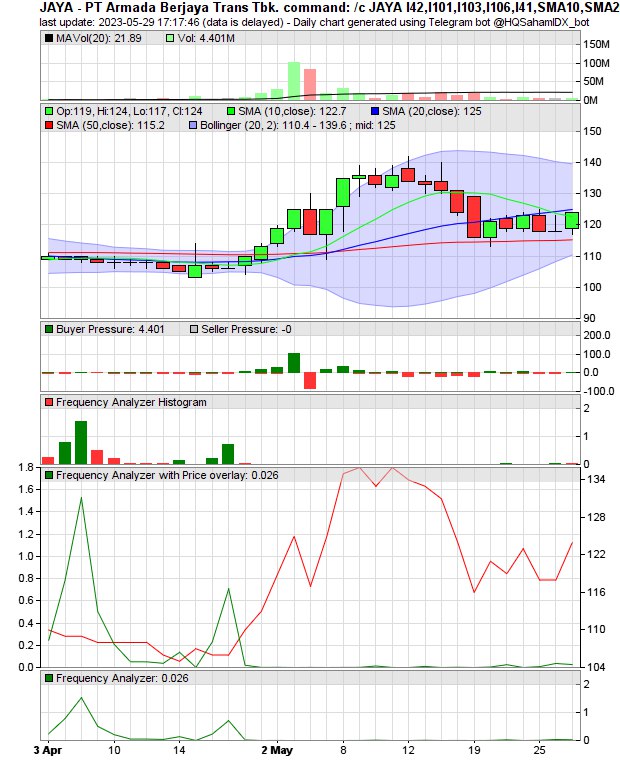 JAYA - PT Armada Berjaya Trans Tbk. command: /c JAYA I42,I101,I103,I106,I41,SMA10,SMA2
last update: 2023-05-29 17:17:46 (data is delayed) - Daily chart generated using Telegram bot @HQSahamIDX_bot
MAVol(20): 21.89 Vol: 4.401M
150M
100M
50M
0M
Op:119, Hi:124, Lo:117, Cl:124 SMA (10,close): 122.7 SMA (20,close): 125
SMA (50,close): 115.2 Bollinger (20, 2): 110.4 - 139.6 ; mid: 125
150
140
130
120
110
100
90
Buyer Pressure: 4.401 Seller Pressure: -0
200.0
100.0
0.0
-100.0
Frequency Analyzer Histogram
2
1
0
Frequency Analyzer with Price overlay: 0.026
1.8
1.6
1.4
1.2
1.0
0.8
0.6
0.4
0.2
0.0
134
128
122
116
110
104
Frequency Analyzer: 0.026
2
1
0
3 Apr 10 14 2 May 8 12 19 25